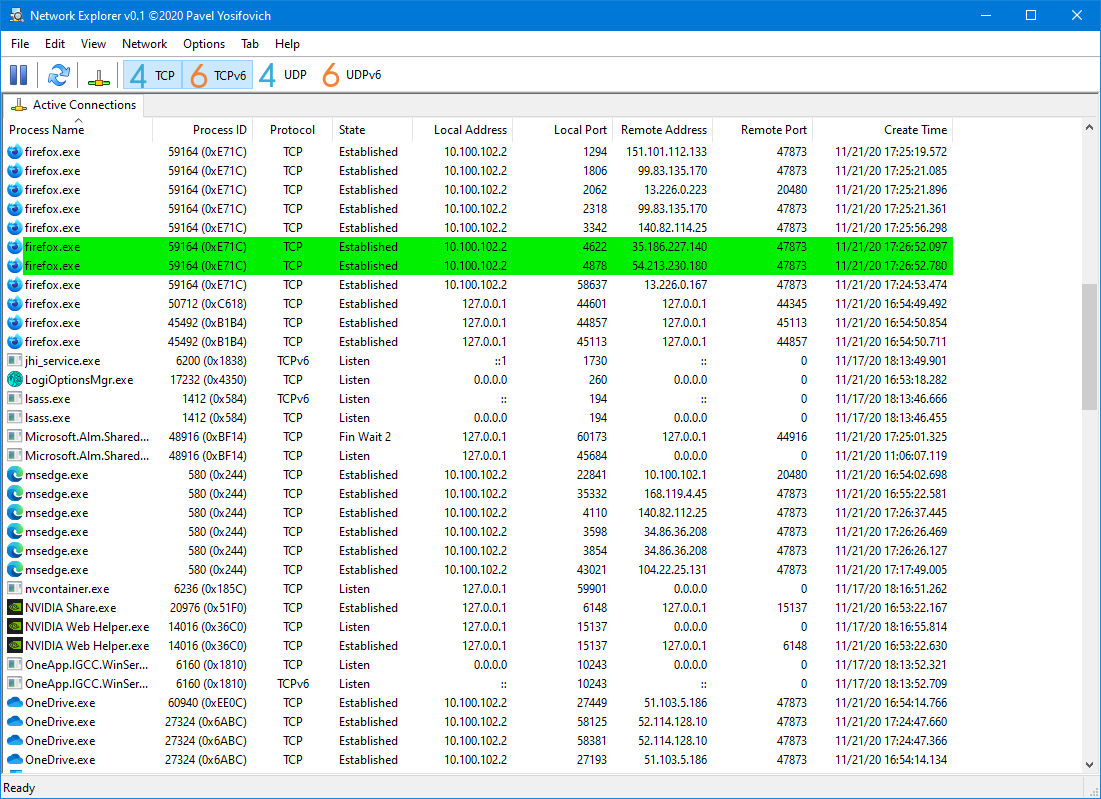 Network Explorer v0.1 ©2020 Pavel Yosifovich
File Edit View Network Options Tab Help
4 TCP 6 TCPv6 4 UDP 6 UDPv6
Active Connections
Process Name Process ID Protocol State Local Address Local Port Remote Address Remote Port Create Time
firefox.exe 59164 (0xE71C) TCP Established 10.100.102.2 1294 151.101.112.133 47873 11/21/20 17:25:19.572
firefox.exe 59164 (0xE71C) TCP Established 10.100.102.2 1806 99.83.135.170 47873 11/21/20 17:25:21.085
firefox.exe 59164 (0xE71C) TCP Established 10.100.102.2 2062 13.226.0.223 20480 11/21/20 17:25:21.896
firefox.exe 59164 (0xE71C) TCP Established 10.100.102.2 2318 99.83.135.170 47873 11/21/20 17:25:21.361
firefox.exe 59164 (0xE71C) TCP Established 10.100.102.2 3342 140.82.114.25 47873 11/21/20 17:25:56.298
firefox.exe 59164 (0xE71C) TCP Established 10.100.102.2 4622 35.186.227.140 47873 11/21/20 17:26:52.097
firefox.exe 59164 (0xE71C) TCP Established 10.100.102.2 4878 54.213.230.180 47873 11/21/20 17:26:52.780
firefox.exe 59164 (0xE71C) TCP Established 10.100.102.2 58637 13.226.0.167 47873 11/21/20 17:24:53.474
firefox.exe 50712 (0xC618) TCP Established 127.0.0.1 44601 127.0.0.1 44345 11/21/20 16:54:49.492
firefox.exe 45492 (0xB1B4) TCP Established 127.0.0.1 44857 127.0.0.1 45113 11/21/20 16:54:50.854
firefox.exe 45492 (0xB1B4) TCP Established 127.0.0.1 45113 127.0.0.1 44857 11/21/20 16:54:50.711
jhi_service.exe 6200 (0x1838) TCPv6 Listen ::1 1730 :: 0 11/17/20 18:13:49.901
LogiOptionsMgr.exe 17232 (0x4350) TCP Listen 0.0.0.0 260 0.0.0.0 0 11/21/20 16:53:18.282
lsass.exe 1412 (0x584) TCPv6 Listen :: 194 :: 0 11/17/20 18:13:46.666
lsass.exe 1412 (0x584) TCP Listen 0.0.0.0 194 0.0.0.0 0 11/17/20 18:13:46.455
Microsoft.Alm.Shared... 48916 (0xBF14) TCP Fin Wait 2 127.0.0.1 60173 127.0.0.1 44916 11/21/20 17:25:01.325
Microsoft.Alm.Shared... 48916 (0xBF14) TCP Listen 127.0.0.1 45684 0.0.0.0 0 11/21/20 11:06:07.119
msedge.exe 580 (0x244) TCP Established 10.100.102.2 22841 10.100.102.1 20480 11/21/20 16:54:02.698
msedge.exe 580 (0x244) TCP Established 10.100.102.2 35332 168.119.4.45 47873 11/21/20 16:55:22.581
msedge.exe 580 (0x244) TCP Established 10.100.102.2 4110 140.82.112.25 47873 11/21/20 17:26:37.445
msedge.exe 580 (0x244) TCP Established 10.100.102.2 3598 34.86.36.208 47873 11/21/20 17:26:26.469
msedge.exe 580 (0x244) TCP Established 10.100.102.2 3854 34.86.36.208 47873 11/21/20 17:26:26.127
msedge.exe 580 (0x244) TCP Established 10.100.102.2 43021 104.22.25.131 47873 11/21/20 17:17:49.005
nvcontainer.exe 6236 (0x185C) TCP Listen 127.0.0.1 59901 0.0.0.0 0 11/17/20 18:16:51.262
NVIDIA Share.exe 20976 (0x51F0) TCP Established 127.0.0.1 6148 127.0.0.1 15137 11/21/20 16:53:22.167
NVIDIA Web Helper.exe 14016 (0x36C0) TCP Listen 127.0.0.1 15137 0.0.0.0 0 11/17/20 18:16:55.814
NVIDIA Web Helper.exe 14016 (0x36C0) TCP Established 127.0.0.1 15137 127.0.0.1 6148 11/21/20 16:53:22.630
OneApp.IGCC.WinSer... 6160 (0x1810) TCP Listen 0.0.0.0 10243 0.0.0.0 0 11/17/20 18:13:52.321
OneApp.IGCC.WinSer... 6160 (0x1810) TCPv6 Listen :: 10243 :: 0 11/17/20 18:13:52.709
OneDrive.exe 60940 (0xEE0C) TCP Established 10.100.102.2 27449 51.103.5.186 47873 11/21/20 16:54:14.766
OneDrive.exe 27324 (0x6ABC) TCP Established 10.100.102.2 58125 52.114.128.10 47873 11/21/20 17:24:47.660
OneDrive.exe 27324 (0x6ABC) TCP Established 10.100.102.2 58381 52.114.128.10 47873 11/21/20 17:24:47.366
OneDrive.exe 27324 (0x6ABC) TCP Established 10.100.102.2 27193 51.103.5.186 47873 11/21/20 16:54:14.134
Ready